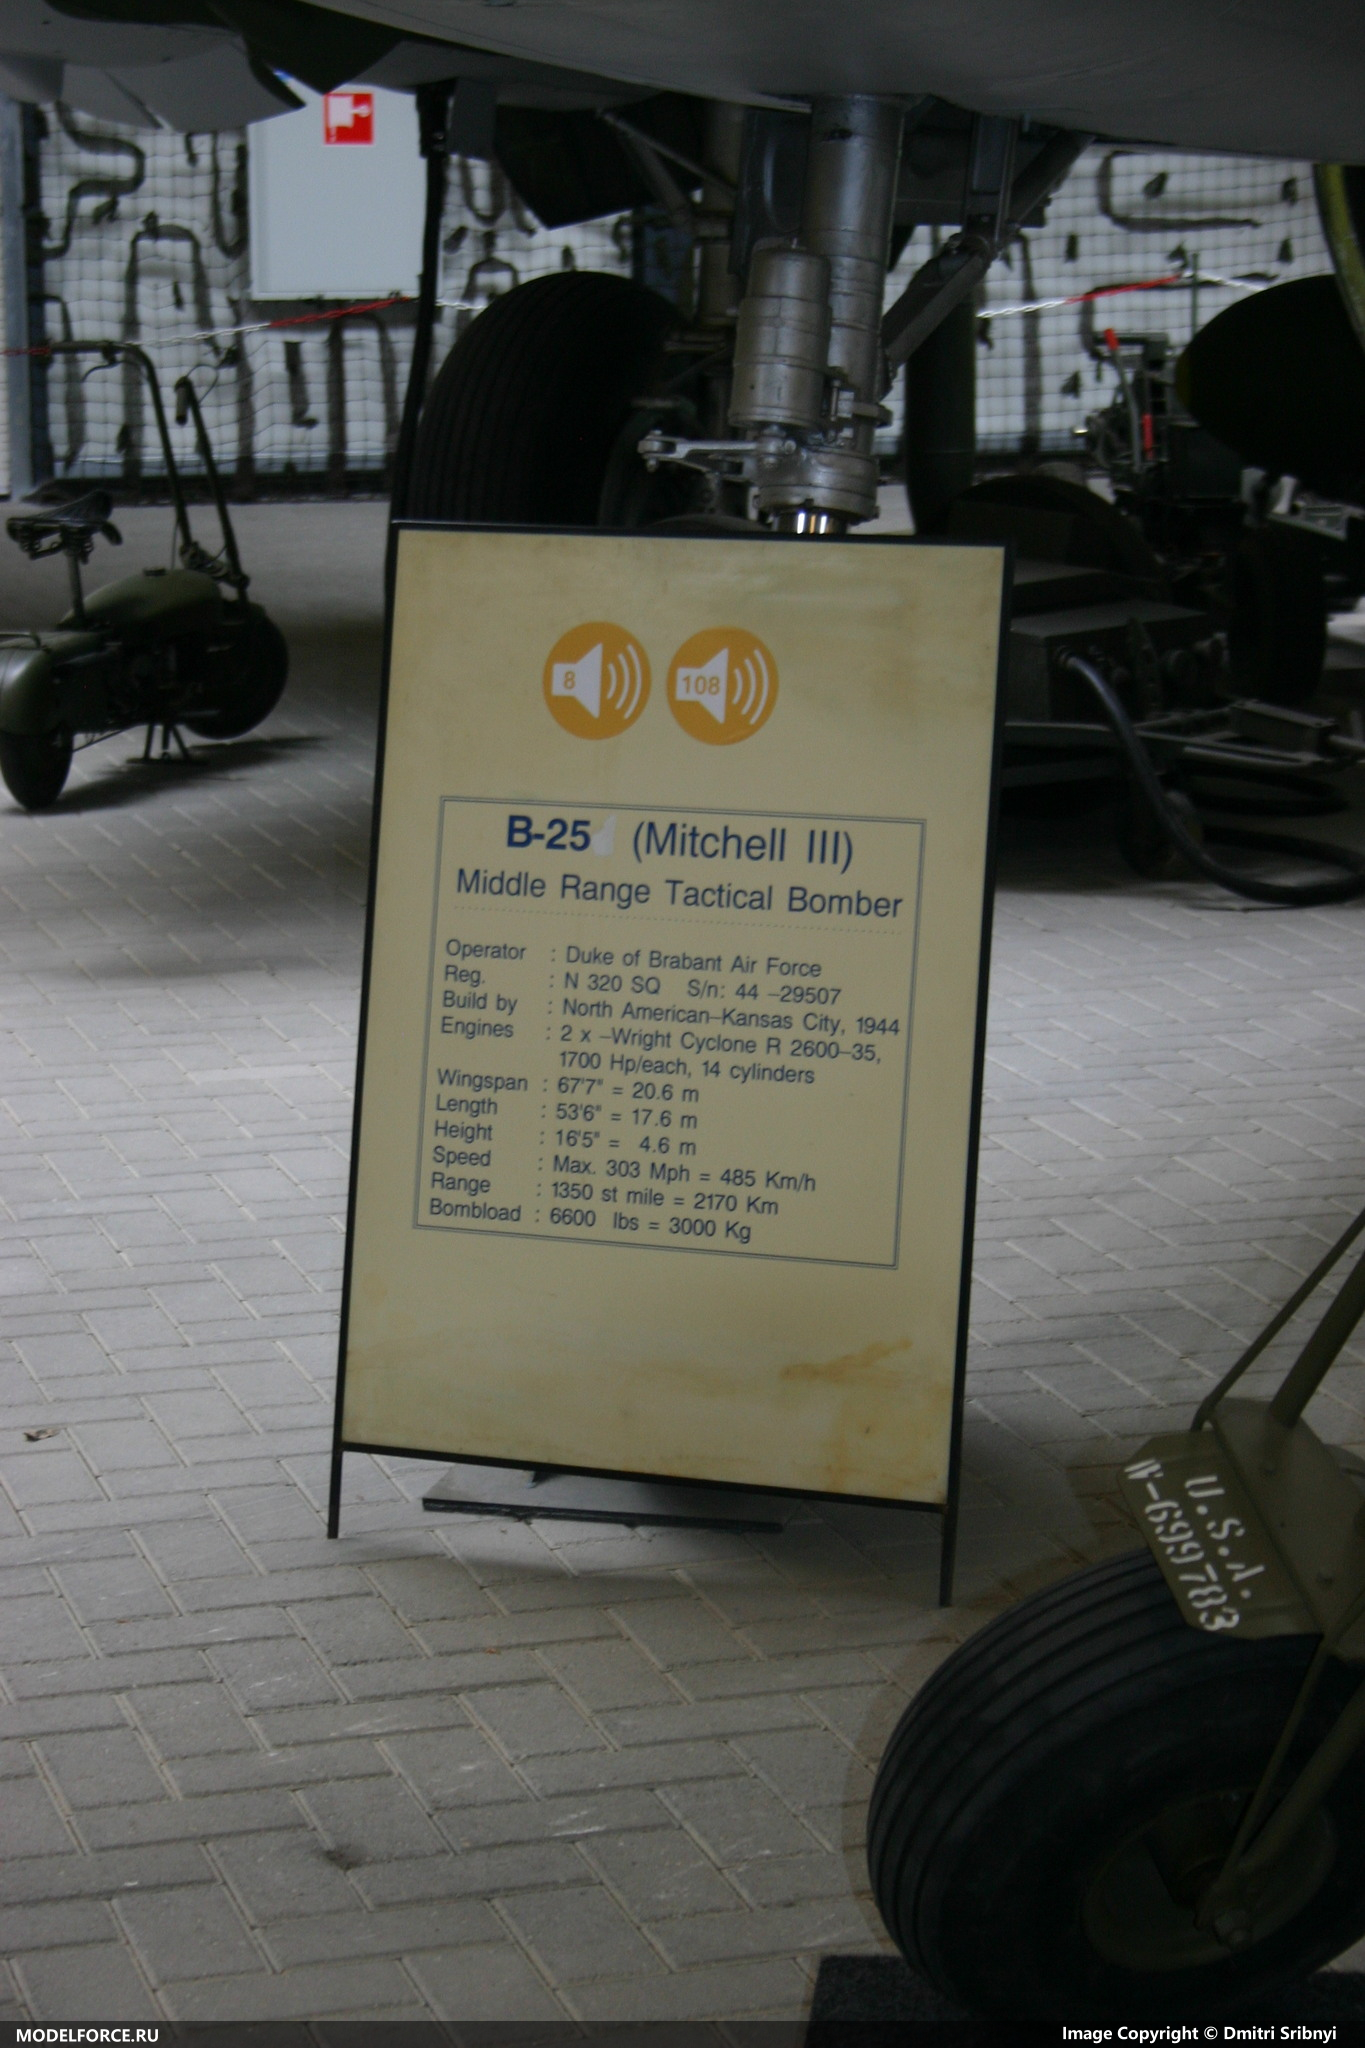 8
108
B-25 (Mitchell III)
Middle Range Tactical Bomber
Operator : Duke of Brabant Air Force
Reg. : N 320 SQ S/n: 44 -29507
Build by : North American-Kansas City, 1944
Engines : 2 x -Wright Cyclone R 2600-35,
1700 Hp/each, 14 cylinders
Wingspan : 67'7" = 20.6 m
Length : 53'6" = 17.6 m
Height : 16'5" = 4.6 m
Speed : Max. 303 Mph = 485 Km/h
Range : 1350 st mile = 2170 Km
Bombload : 6600 lbs = 3000 Kg
U.S.A.
W-699783
MODELFORCE.RU
Image Copyright © Dmitri Sribnyi